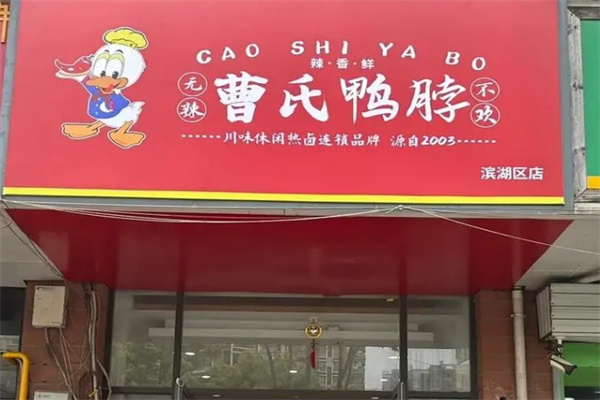 CAO SHI YA BO
辣·香·鲜
无辣
曹氏鸭脖
不欢
川味休闲热卤连锁品牌 源自2003
滨湖区店